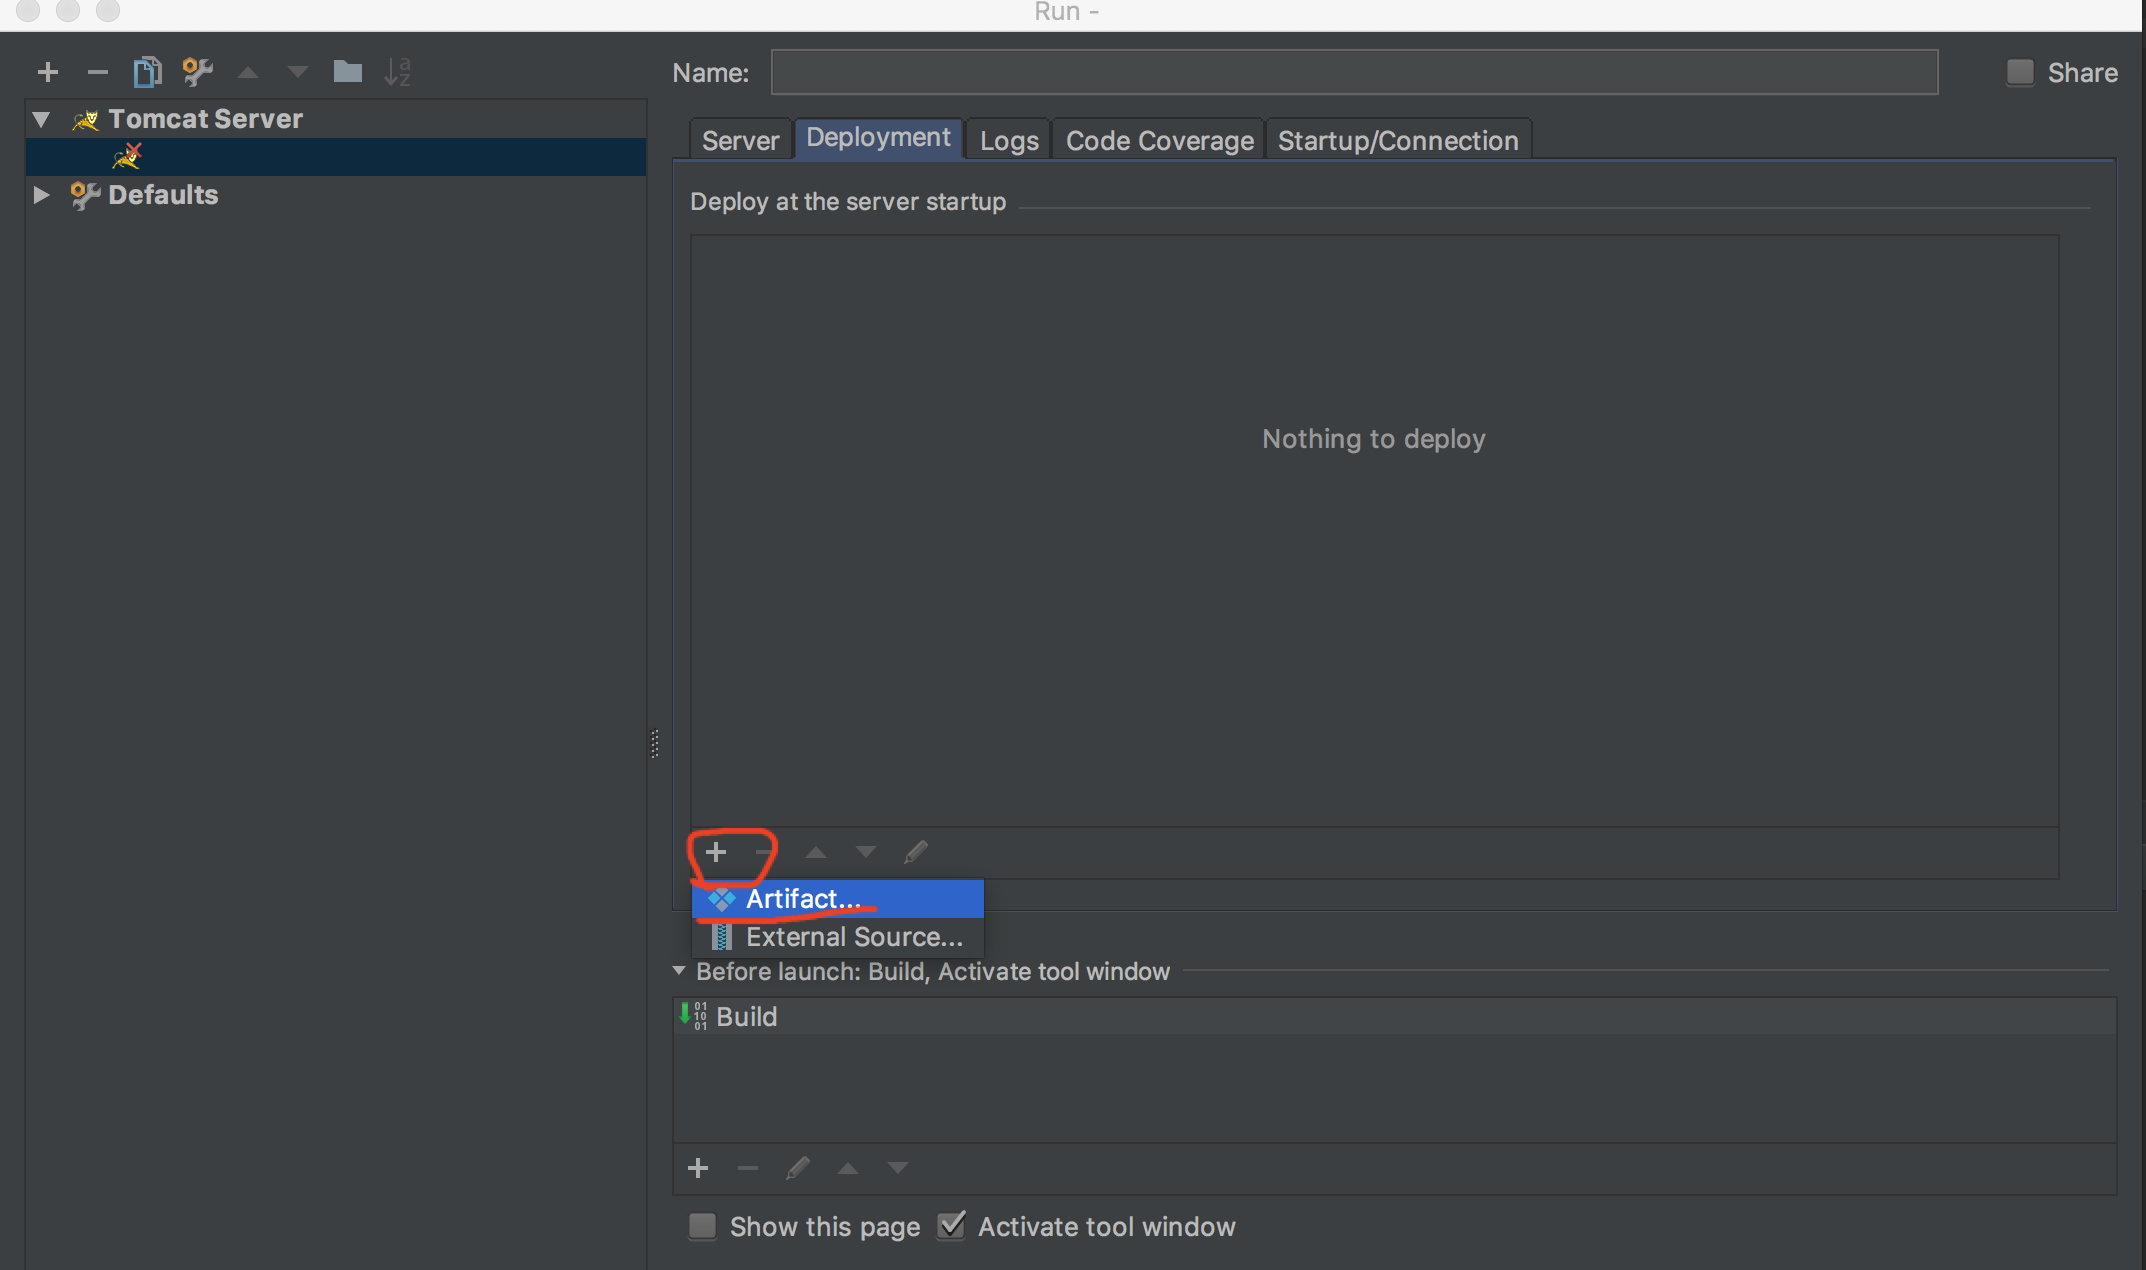 Run -
Name:
Share
Tomcat Server
Defaults
Server
Deployment
Logs
Code Coverage
Startup/Connection
Deploy at the server startup
Nothing to deploy
Artifact...
External Source...
Before launch: Build, Activate tool window
Build
Show this page
Activate tool window